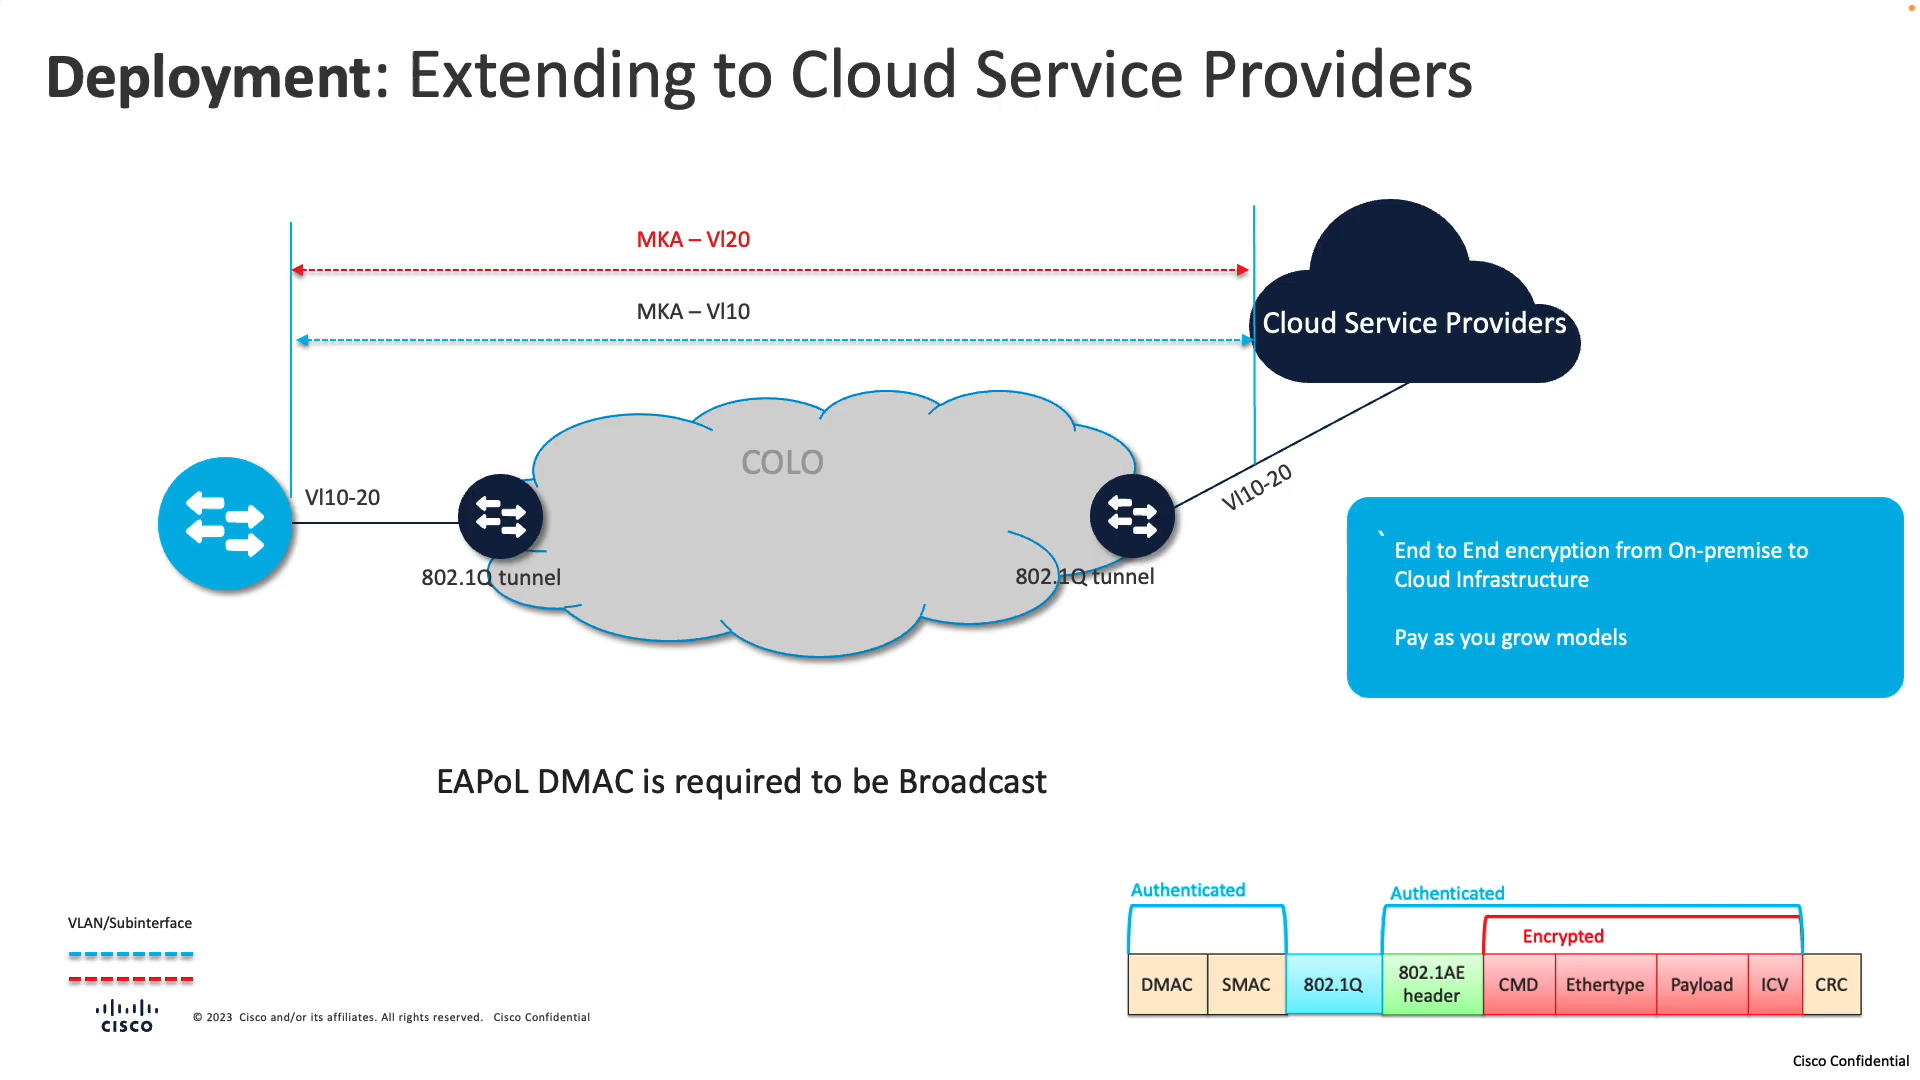 Deployment: Extending to Cloud Service Providers
MKA – Vl20
MKA – Vl10
Cloud Service Providers
COLO
Vl10-20
Vl10-20
802.1Q tunnel
802.1Q tunnel
`
End to End encryption from On-premise to
Cloud Infrastructure
Pay as you grow models
EAPoL DMAC is required to be Broadcast
VLAN/Subinterface
Authenticated
Authenticated
Encrypted
DMAC
SMAC
802.1Q
802.1AE
header
CMD
Ethertype
Payload
ICV
CRC
CISCO
© 2023 Cisco and/or its affiliates. All rights reserved. Cisco Confidential
Cisco Confidential